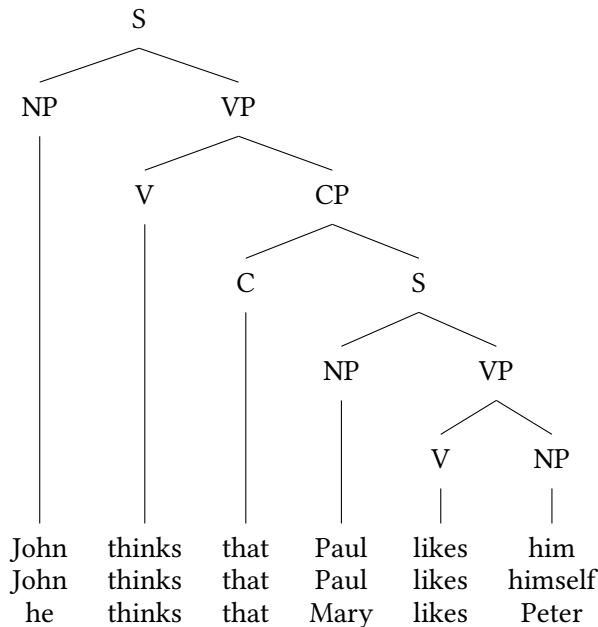 S
NP VP
V CP
C S
NP VP
V NP
John thinks that Paul likes him
John thinks that Paul likes himself
he thinks that Mary likes Peter